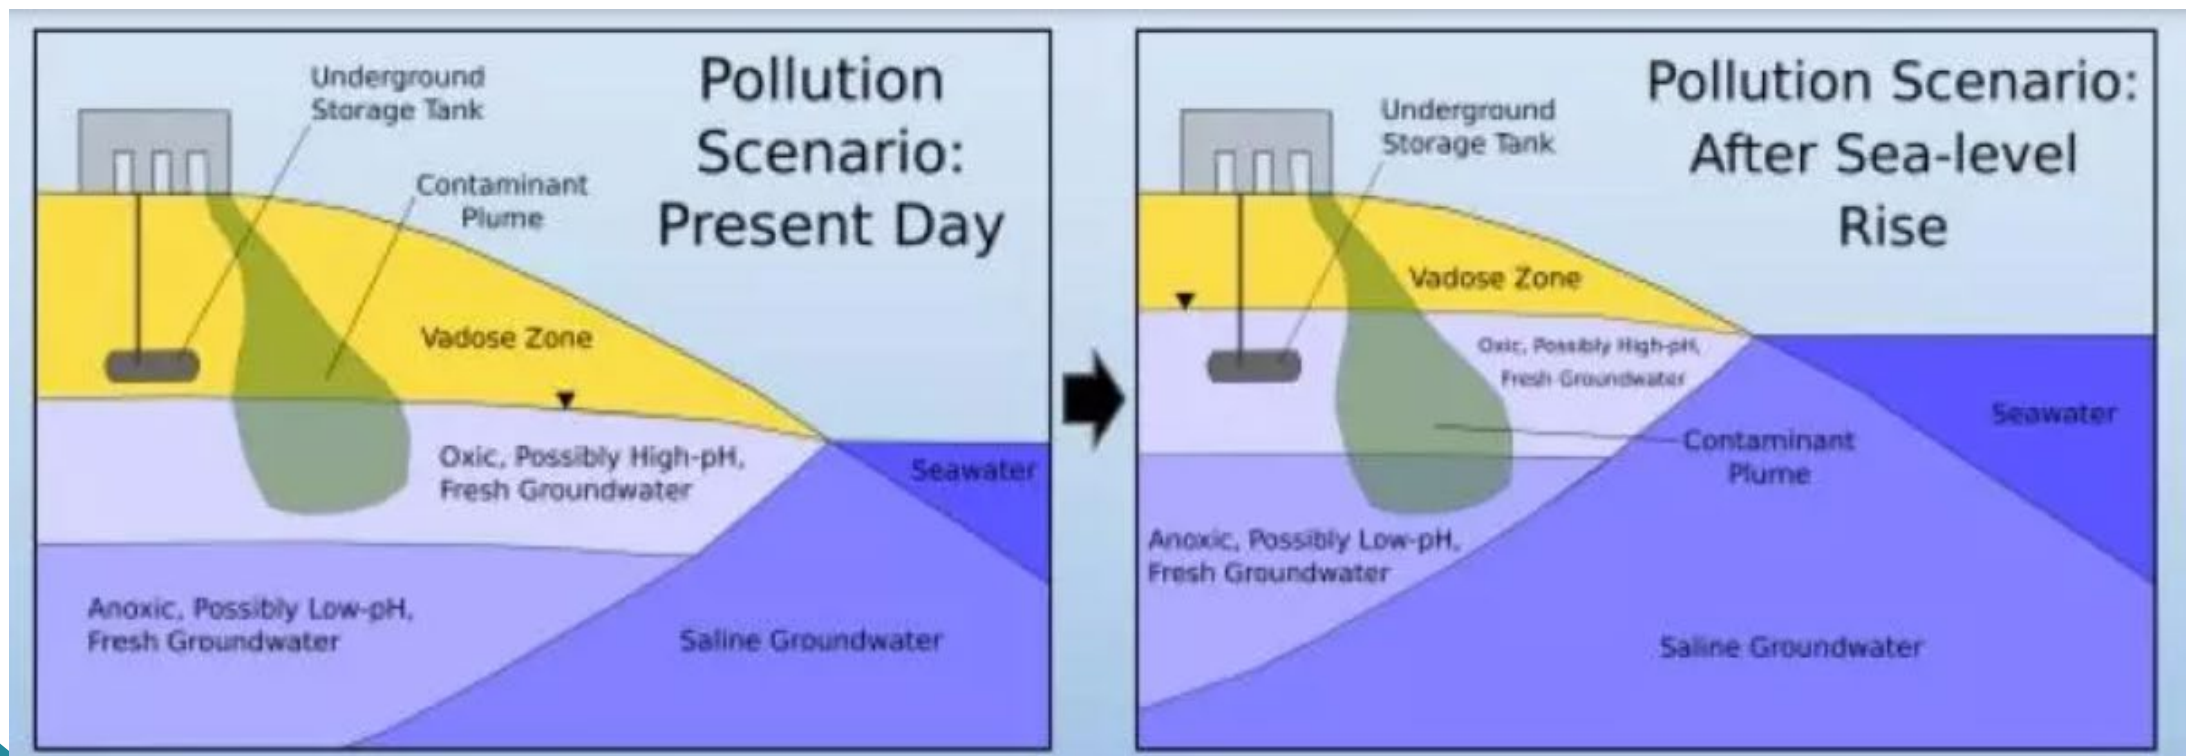 Pollution
Scenario:
Present Day
Underground
Storage Tank
Contaminant
Plume
Vadose Zone
Oxic, Possibly High-pH,
Fresh Groundwater
Seawater
Anoxic, Possibly Low-pH,
Fresh Groundwater
Saline Groundwater
Pollution Scenario:
After Sea-level
Rise
Underground
Storage Tank
Vadose Zone
Oxic, Possibly High-pH,
Fresh Groundwater
Seawater
Contaminant
Plume
Anoxic, Possibly Low-pH,
Fresh Groundwater
Saline Groundwater